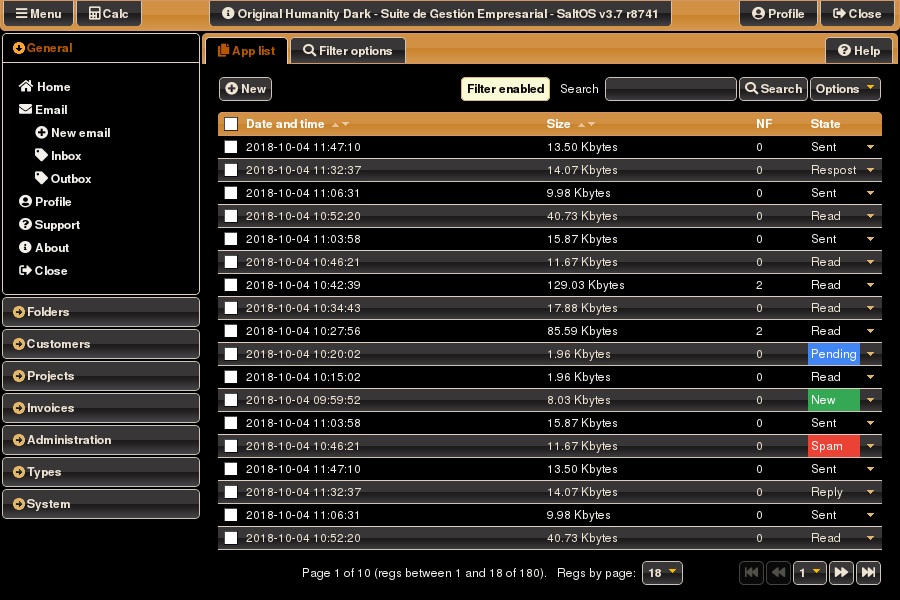 Menu Calc Original Humanity Dark - Suite de Gestión Empresarial - SaltOS v3.7 r8741 Profile Close
General
Home
Email
New email
Inbox
Outbox
Profile
Support
About
Close
Folders
Customers
Projects
Invoices
Administration
Types
System
App list Filter options Help
New Filter enabled Search Search Options
Date and time Size NF State
2018-10-04 11:47:10 13.50 Kbytes 0 Sent
2018-10-04 11:32:37 14.07 Kbytes 0 Respost
2018-10-04 11:06:31 9.98 Kbytes 0 Sent
2018-10-04 10:52:20 40.73 Kbytes 0 Read
2018-10-04 11:03:58 15.87 Kbytes 0 Sent
2018-10-04 10:46:21 11.67 Kbytes 0 Read
2018-10-04 10:42:39 129.03 Kbytes 2 Read
2018-10-04 10:34:43 17.88 Kbytes 0 Read
2018-10-04 10:27:56 85.59 Kbytes 2 Read
2018-10-04 10:20:02 1.96 Kbytes 0 Pending
2018-10-04 10:15:02 1.96 Kbytes 0 Read
2018-10-04 09:59:52 8.03 Kbytes 0 New
2018-10-04 11:03:58 15.87 Kbytes 0 Sent
2018-10-04 10:46:21 11.67 Kbytes 0 Spam
2018-10-04 11:47:10 13.50 Kbytes 0 Sent
2018-10-04 11:32:37 14.07 Kbytes 0 Reply
2018-10-04 11:06:31 9.98 Kbytes 0 Sent
2018-10-04 10:52:20 40.73 Kbytes 0 Read
Page 1 of 10 (regs between 1 and 18 of 180). Regs by page: 18 1